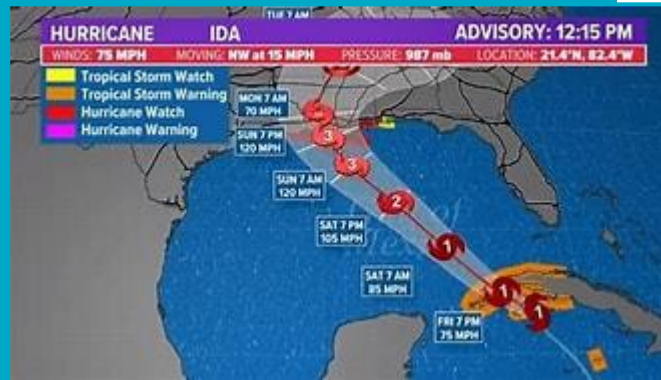 HURRICANE IDA ADVISORY: 12:15 PM
WINDS: 75 MPH MOVING: NW at 15 MPH PRESSURE: 987 mb LOCATION: 21.4°N, 82.4°W
Tropical Storm Watch
Tropical Storm Warning
Hurricane Watch
Hurricane Warning
TUE 7 AM
MON 7 AM
70 MPH
SUN 7 PM
120 MPH
3
SUN 7 AM
120 MPH
3
SAT 7 PM
105 MPH
2
SAT 7 AM
85 MPH
1
FRI 7 PM
75 MPH
1
1